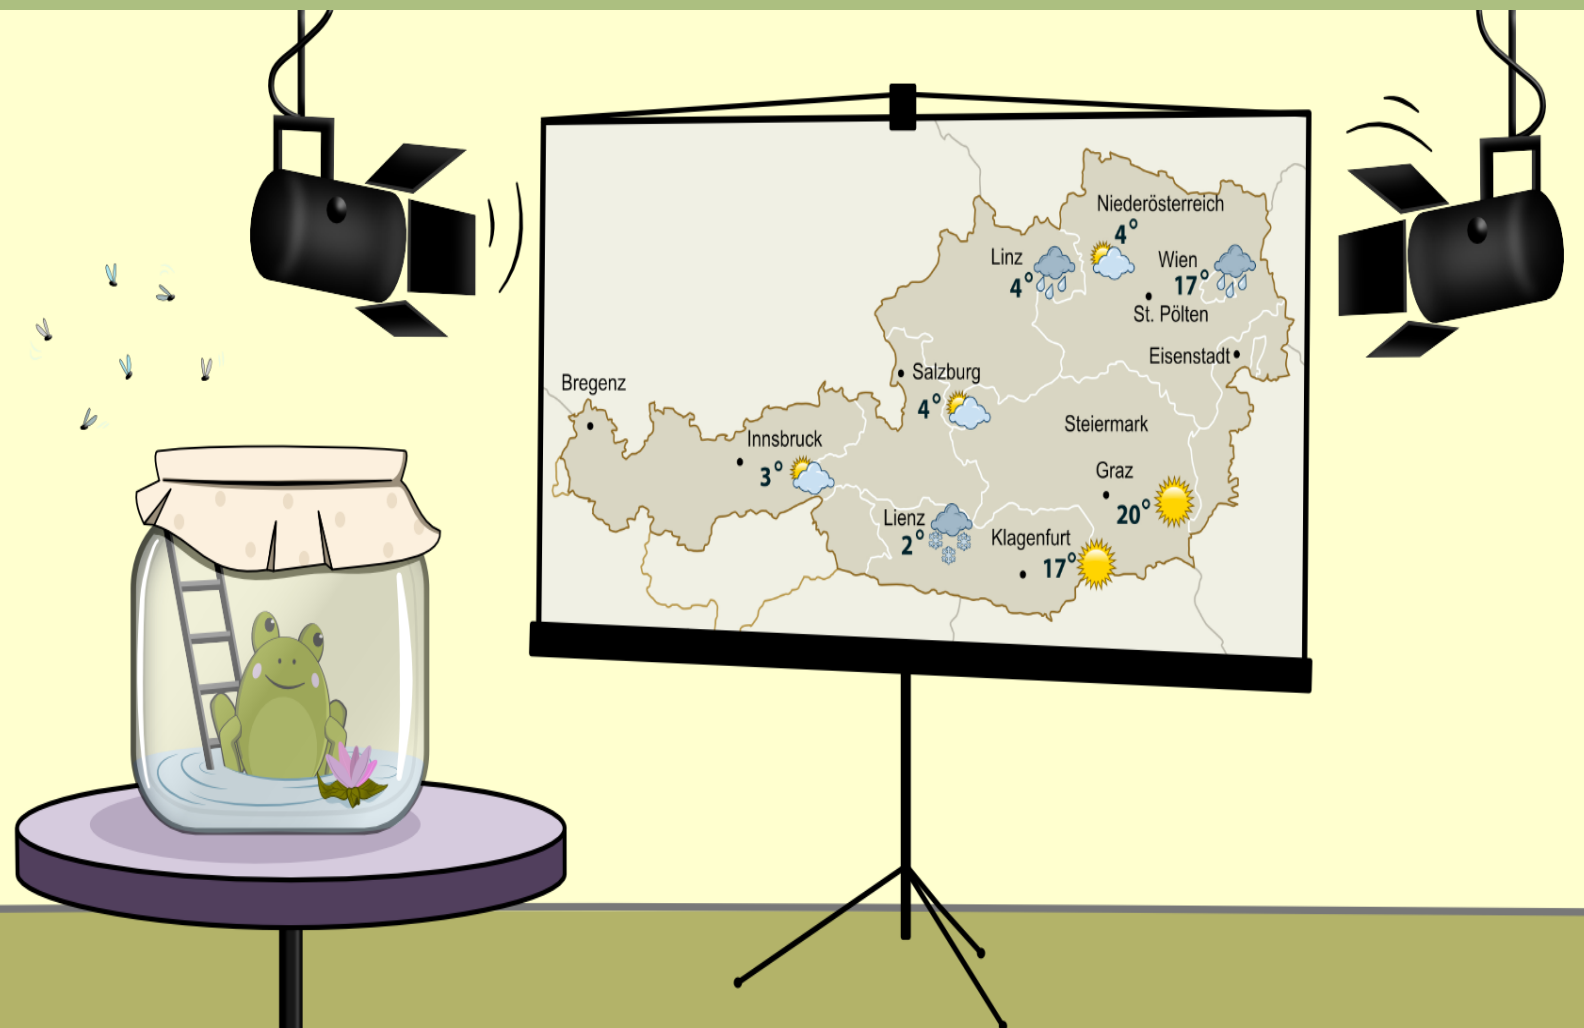 Niederösterreich
4°
Linz
4°
Wien
17°
St. Pölten
Eisenstadt
Salzburg
4°
Bregenz
Innsbruck
3°
Steiermark
Graz
20°
Lienz
2°
Klagenfurt
17°